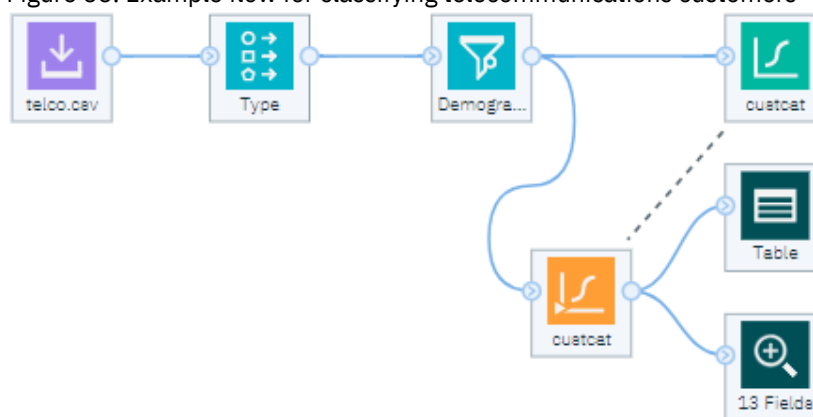 Figure 35. Example flow for classifying telecommunications customers
telco.csv
Type
Demogra...
custcat
Table
custcat
13 Fields